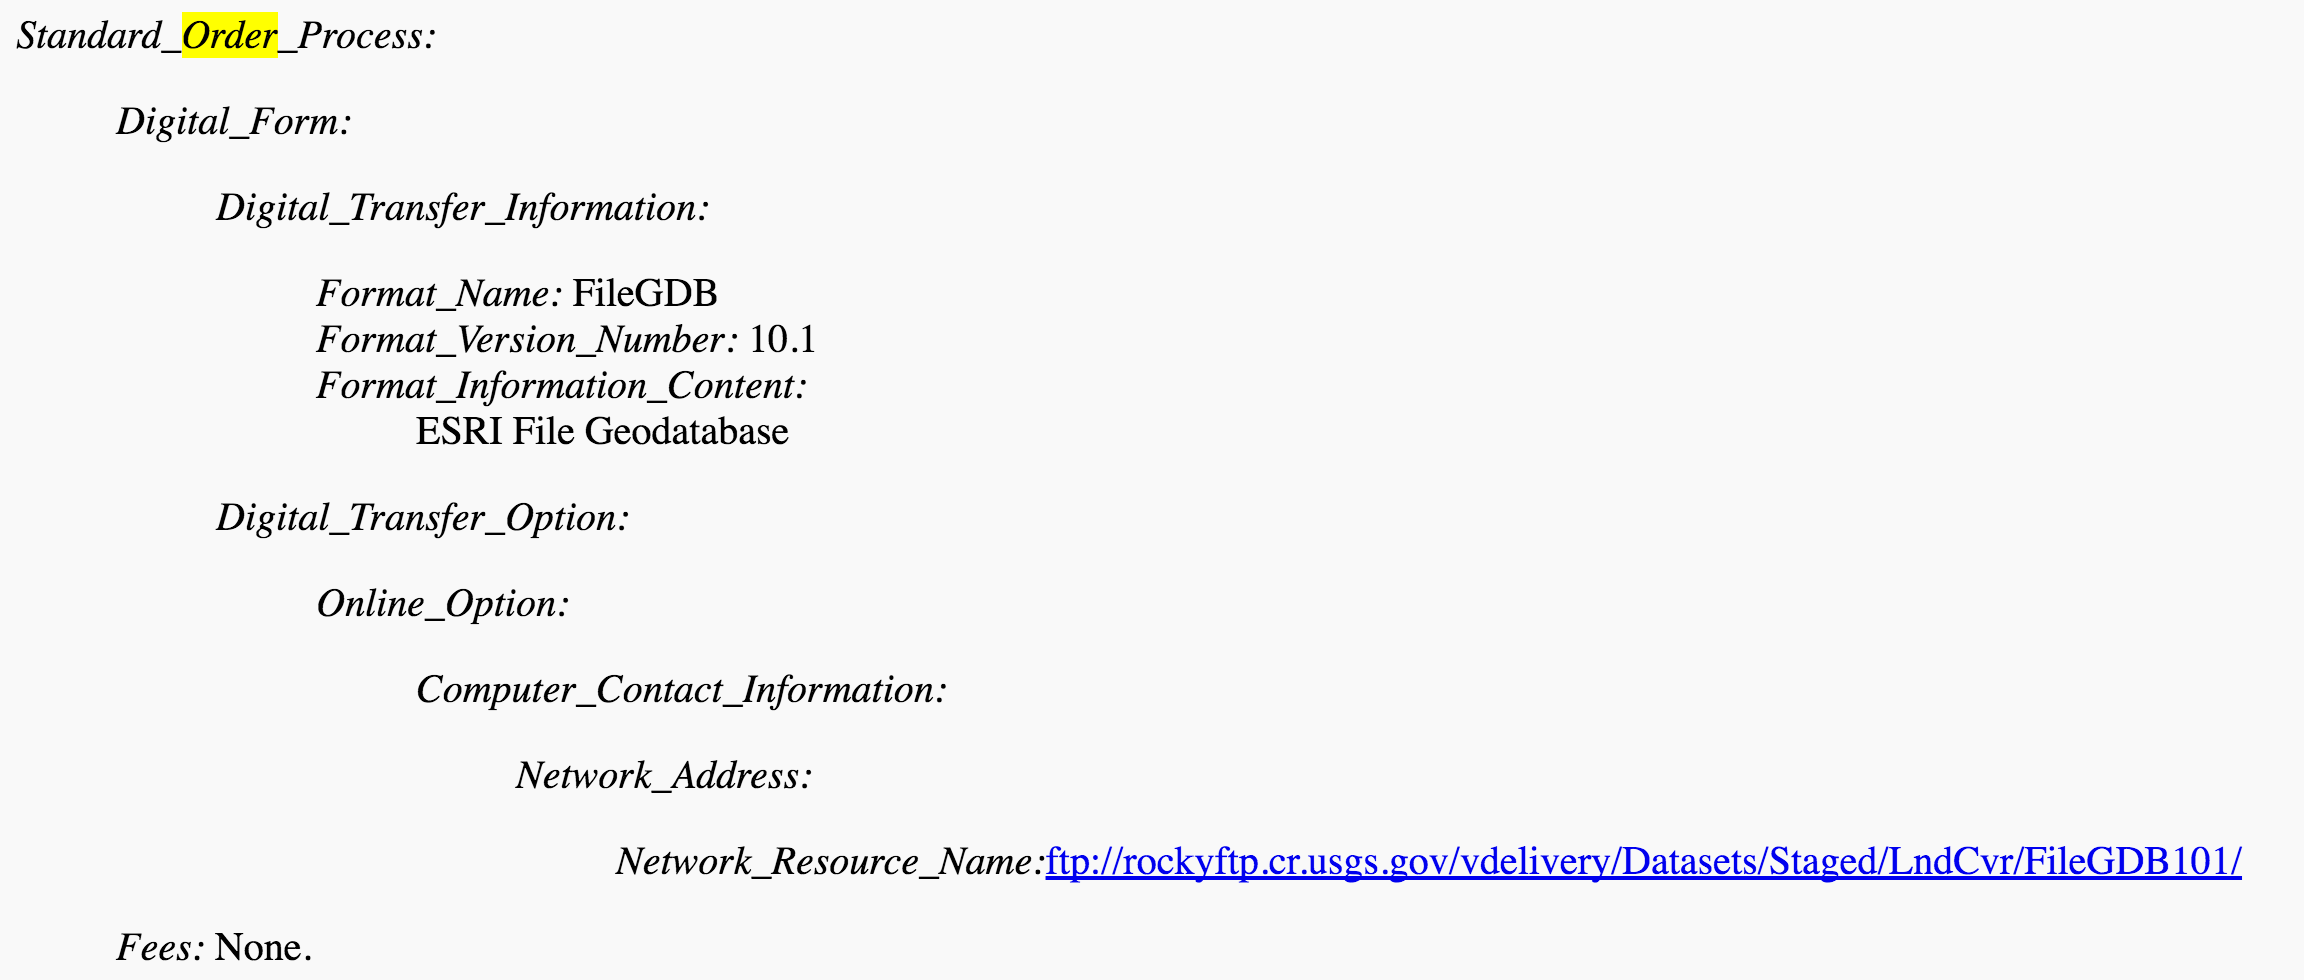 Standard_Order_Process:
Digital_Form:
Digital_Transfer_Information:
Format_Name: FileGDB
Format_Version_Number: 10.1
Format_Information_Content:
ESRI File Geodatabase
Digital_Transfer_Option:
Online_Option:
Computer_Contact_Information:
Network_Address:
Network_Resource_Name:ftp://rockyftp.cr.usgs.gov/vdelivery/Datasets/Staged/LndCvr/FileGDB101/
Fees: None.